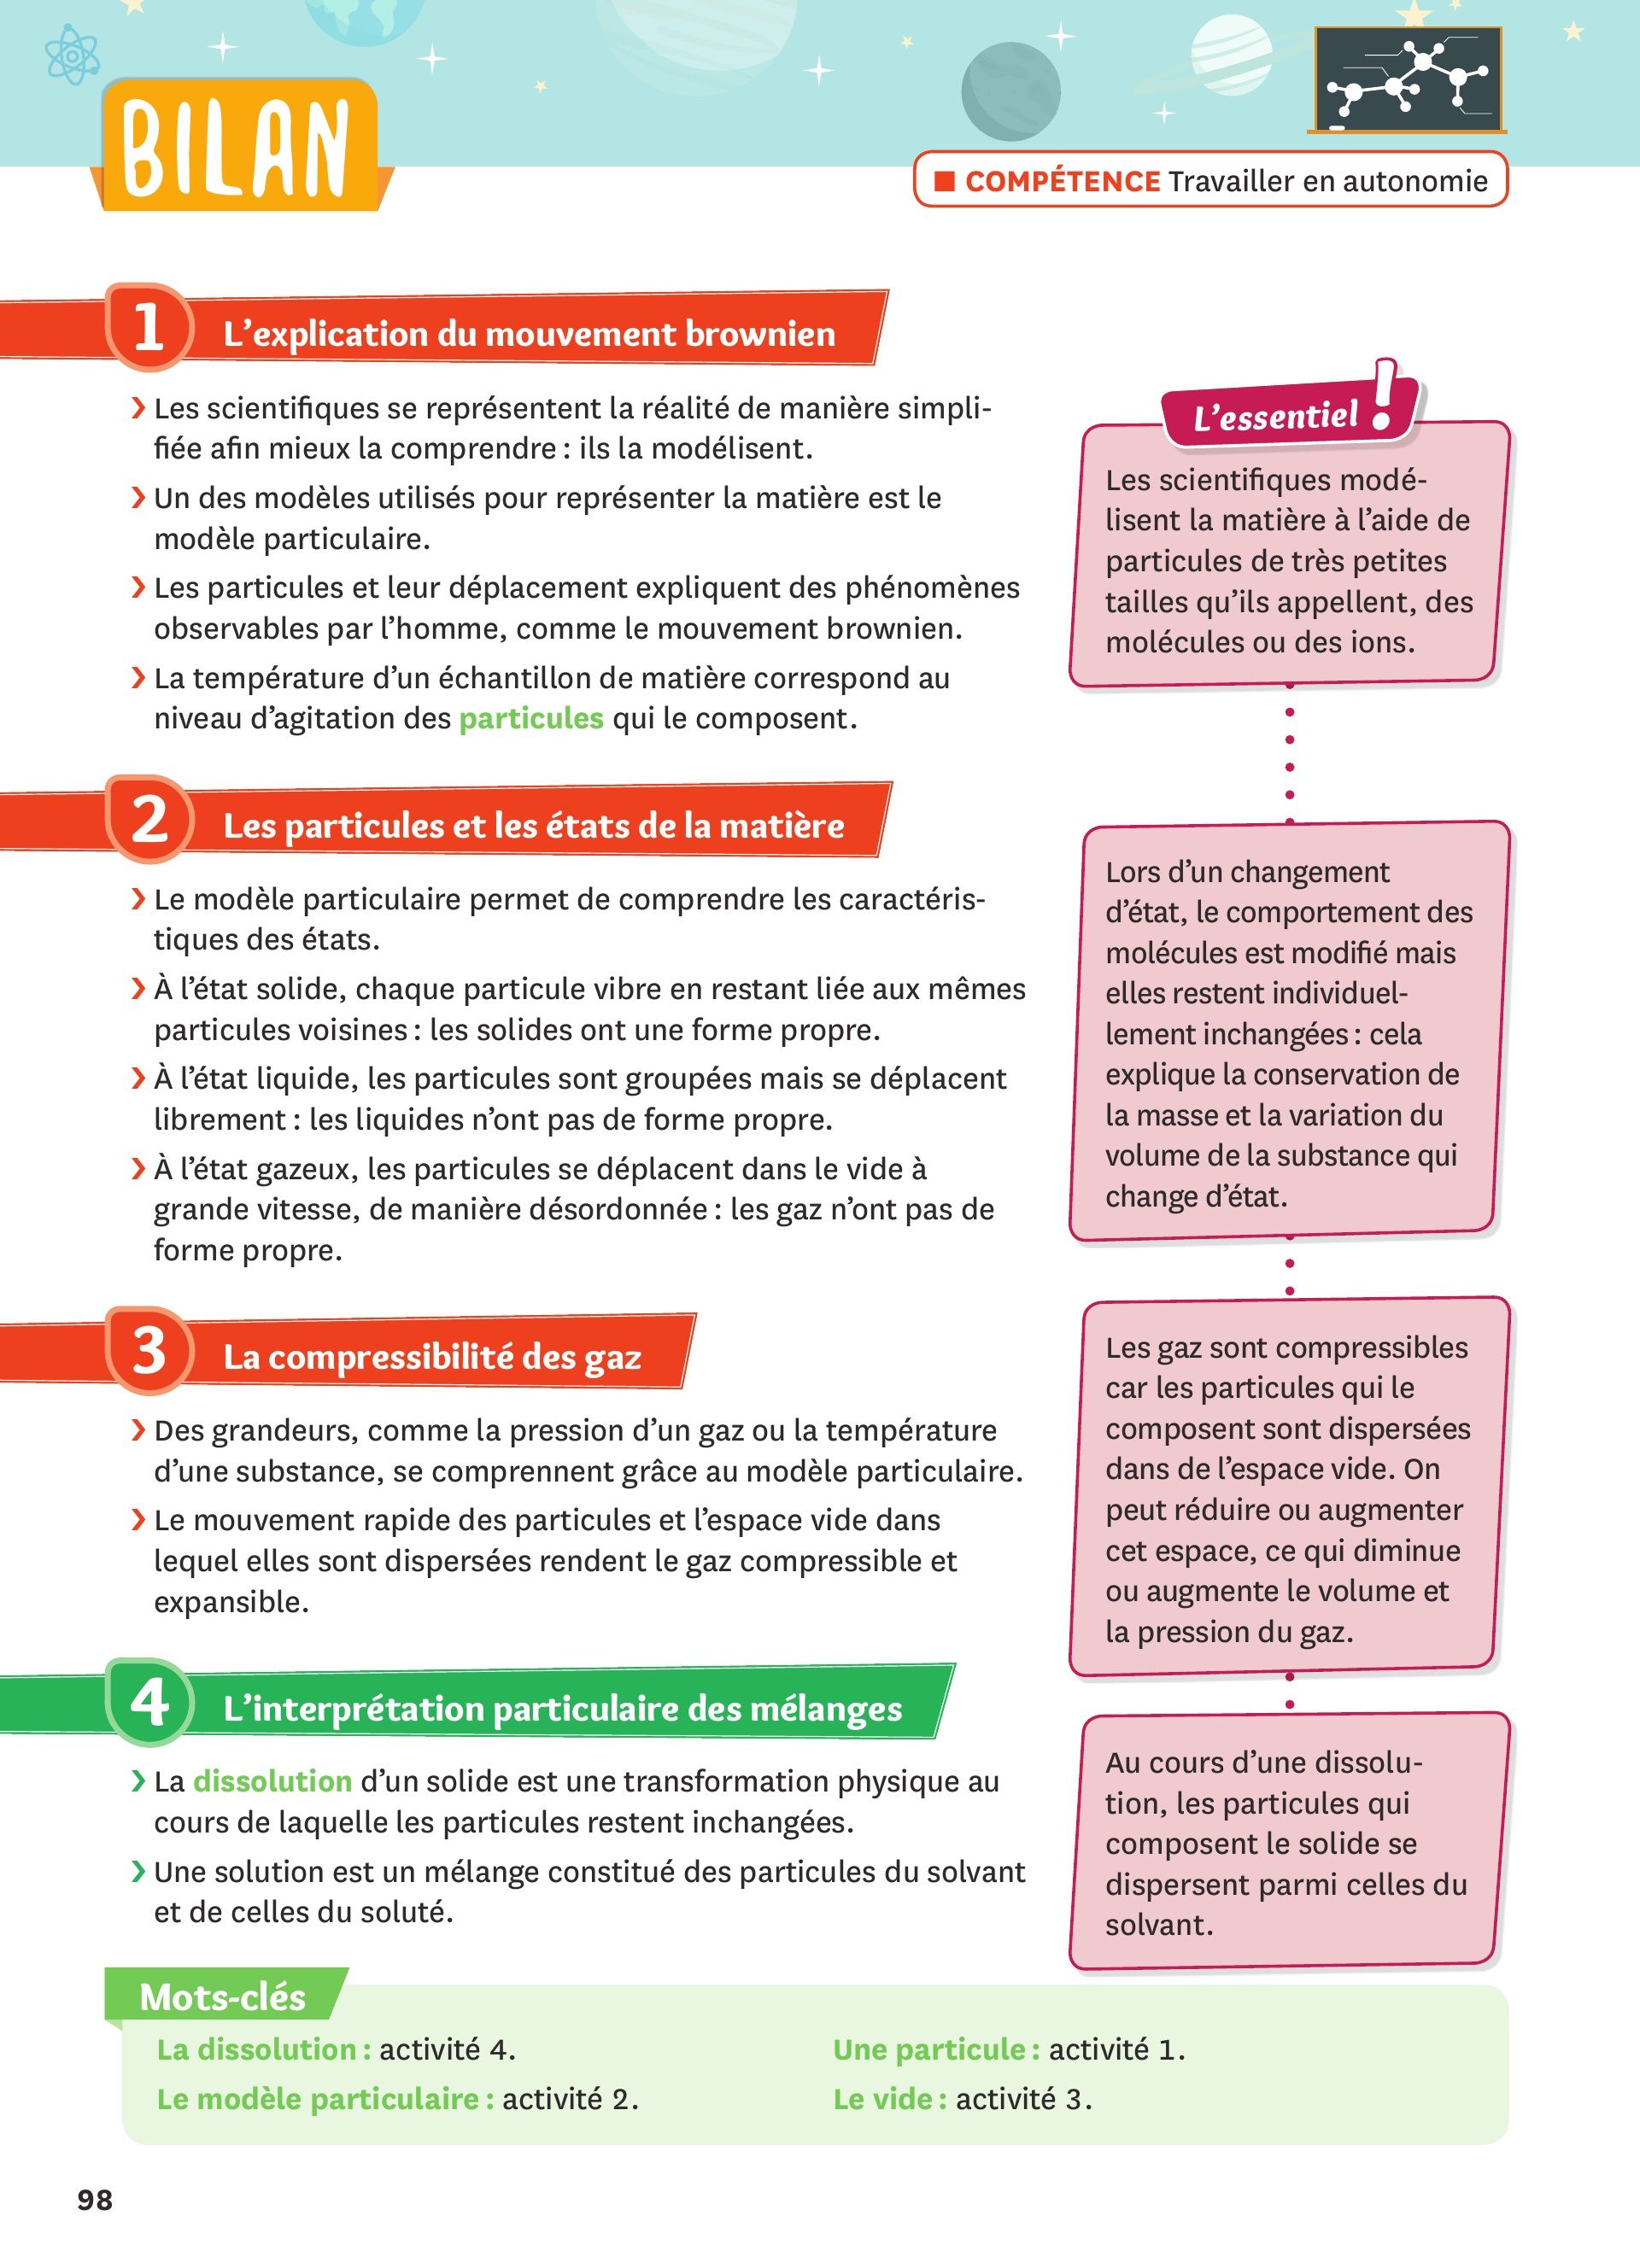 BILAN
COMPÉTENCE Travailler en autonomie
1 L’explication du mouvement brownien
› Les scientifiques se représentent la réalité de manière simpli-
fiée afin mieux la comprendre : ils la modélisent.
› Un des modèles utilisés pour représenter la matière est le
modèle particulaire.
› Les particules et leur déplacement expliquent des phénomènes
observables par l’homme, comme le mouvement brownien.
› La température d’un échantillon de matière correspond au
niveau d’agitation des particules qui le composent.
2 Les particules et les états de la matière
› Le modèle particulaire permet de comprendre les caractéris-
tiques des états.
› À l’état solide, chaque particule vibre en restant liée aux mêmes
particules voisines : les solides ont une forme propre.
› À l’état liquide, les particules sont groupées mais se déplacent
librement : les liquides n’ont pas de forme propre.
› À l’état gazeux, les particules se déplacent dans le vide à
grande vitesse, de manière désordonnée : les gaz n’ont pas de
forme propre.
3 La compressibilité des gaz
› Des grandeurs, comme la pression d’un gaz ou la température
d’une substance, se comprennent grâce au modèle particulaire.
› Le mouvement rapide des particules et l’espace vide dans
lequel elles sont dispersées rendent le gaz compressible et
expansible.
4 L’interprétation particulaire des mélanges
› La dissolution d’un solide est une transformation physique au
cours de laquelle les particules restent inchangées.
› Une solution est un mélange constitué des particules du solvant
et de celles du soluté.
L’essentiel !
Les scientifiques modé-
lisent la matière à l’aide de
particules de très petites
tailles qu’ils appellent, des
molécules ou des ions.
Lors d’un changement
d’état, le comportement des
molécules est modifié mais
elles restent individuel-
lement inchangées : cela
explique la conservation de
la masse et la variation du
volume de la substance qui
change d’état.
Les gaz sont compressibles
car les particules qui le
composent sont dispersées
dans de l’espace vide. On
peut réduire ou augmenter
cet espace, ce qui diminue
ou augmente le volume et
la pression du gaz.
Au cours d’une dissolu-
tion, les particules qui
composent le solide se
dispersent parmi celles du
solvant.
Mots-clés
La dissolution : activité 4.
Le modèle particulaire : activité 2.
Une particule : activité 1.
Le vide : activité 3.
98